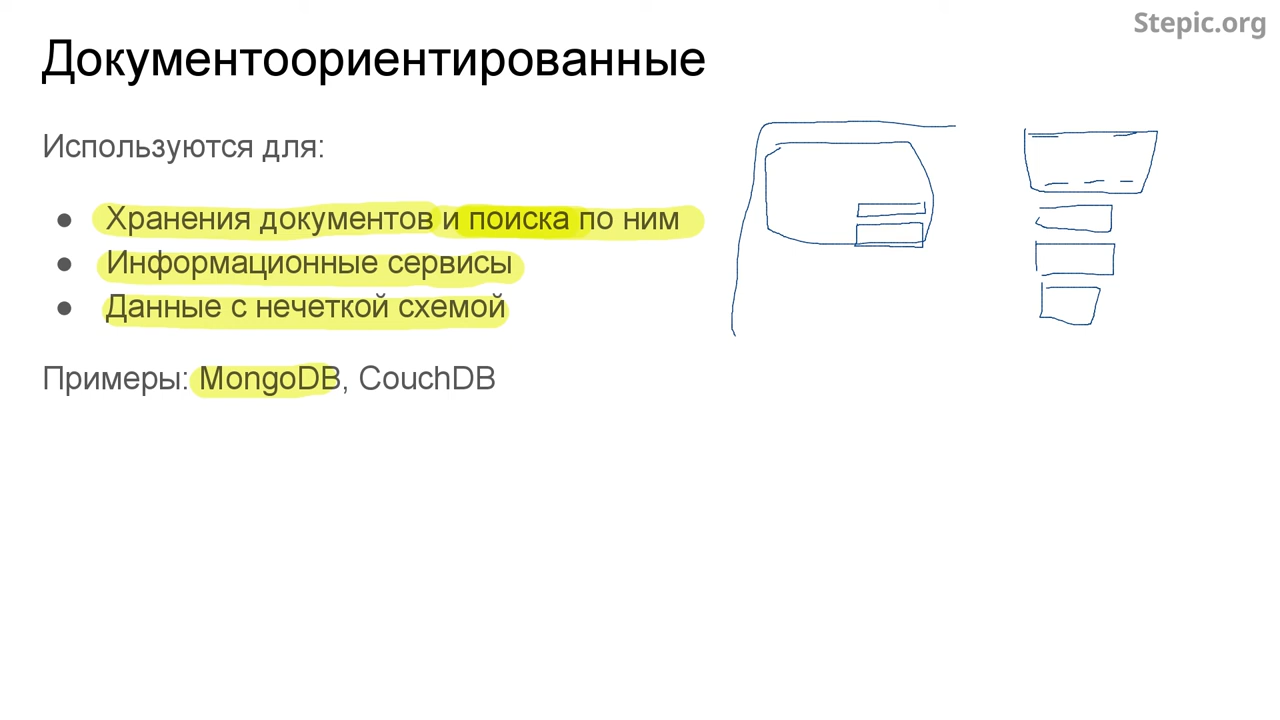 Stepic.org
Документоориентированные
Используются для:
● Хранения документов и поиска по ним
● Информационные сервисы
● Данные с нечеткой схемой
Примеры: MongoDB, CouchDB